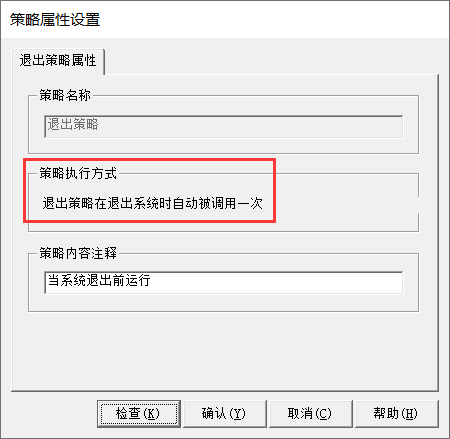 策略属性设置
退出策略属性
策略名称
退出策略
策略执行方式
退出策略在退出系统时自动被调用一次
策略内容注释
当系统退出前运行
检查(K) 确认(Y) 取消(C) 帮助(H)